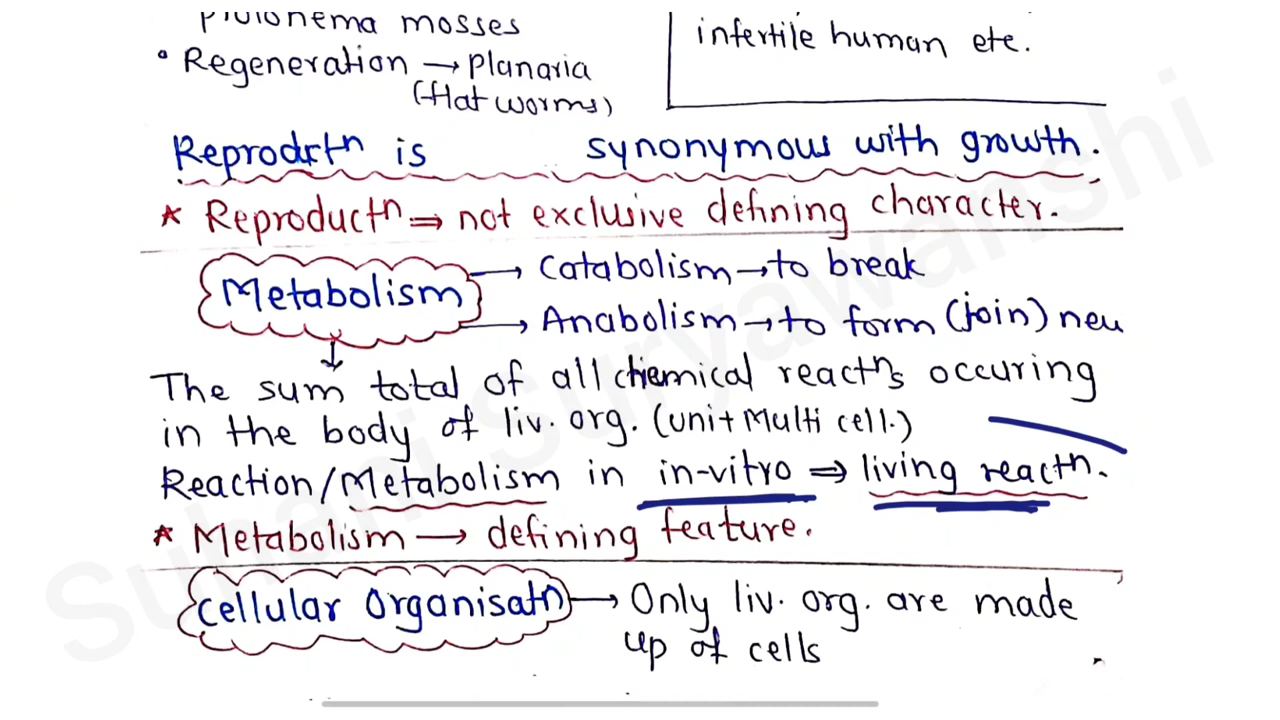 protonema mosses
• Regeneration → Planaria
(flat worms)
infertile human etc.
Reproductn is synonymous with growth.
* Reproductn ⇒ not exclusive defining character.
Metabolism → Catabolism → to break
→ Anabolism → to form (join) new
↓
The sum total of all chemical reactns occuring
in the body of liv. org. (uni+Multi cell.)
Reaction/Metabolism in in-vitro ⇒ living reactn.
* Metabolism → defining feature.
Cellular Organisatn → Only liv. org. are made
up of cells
Suhani Suryawanshi